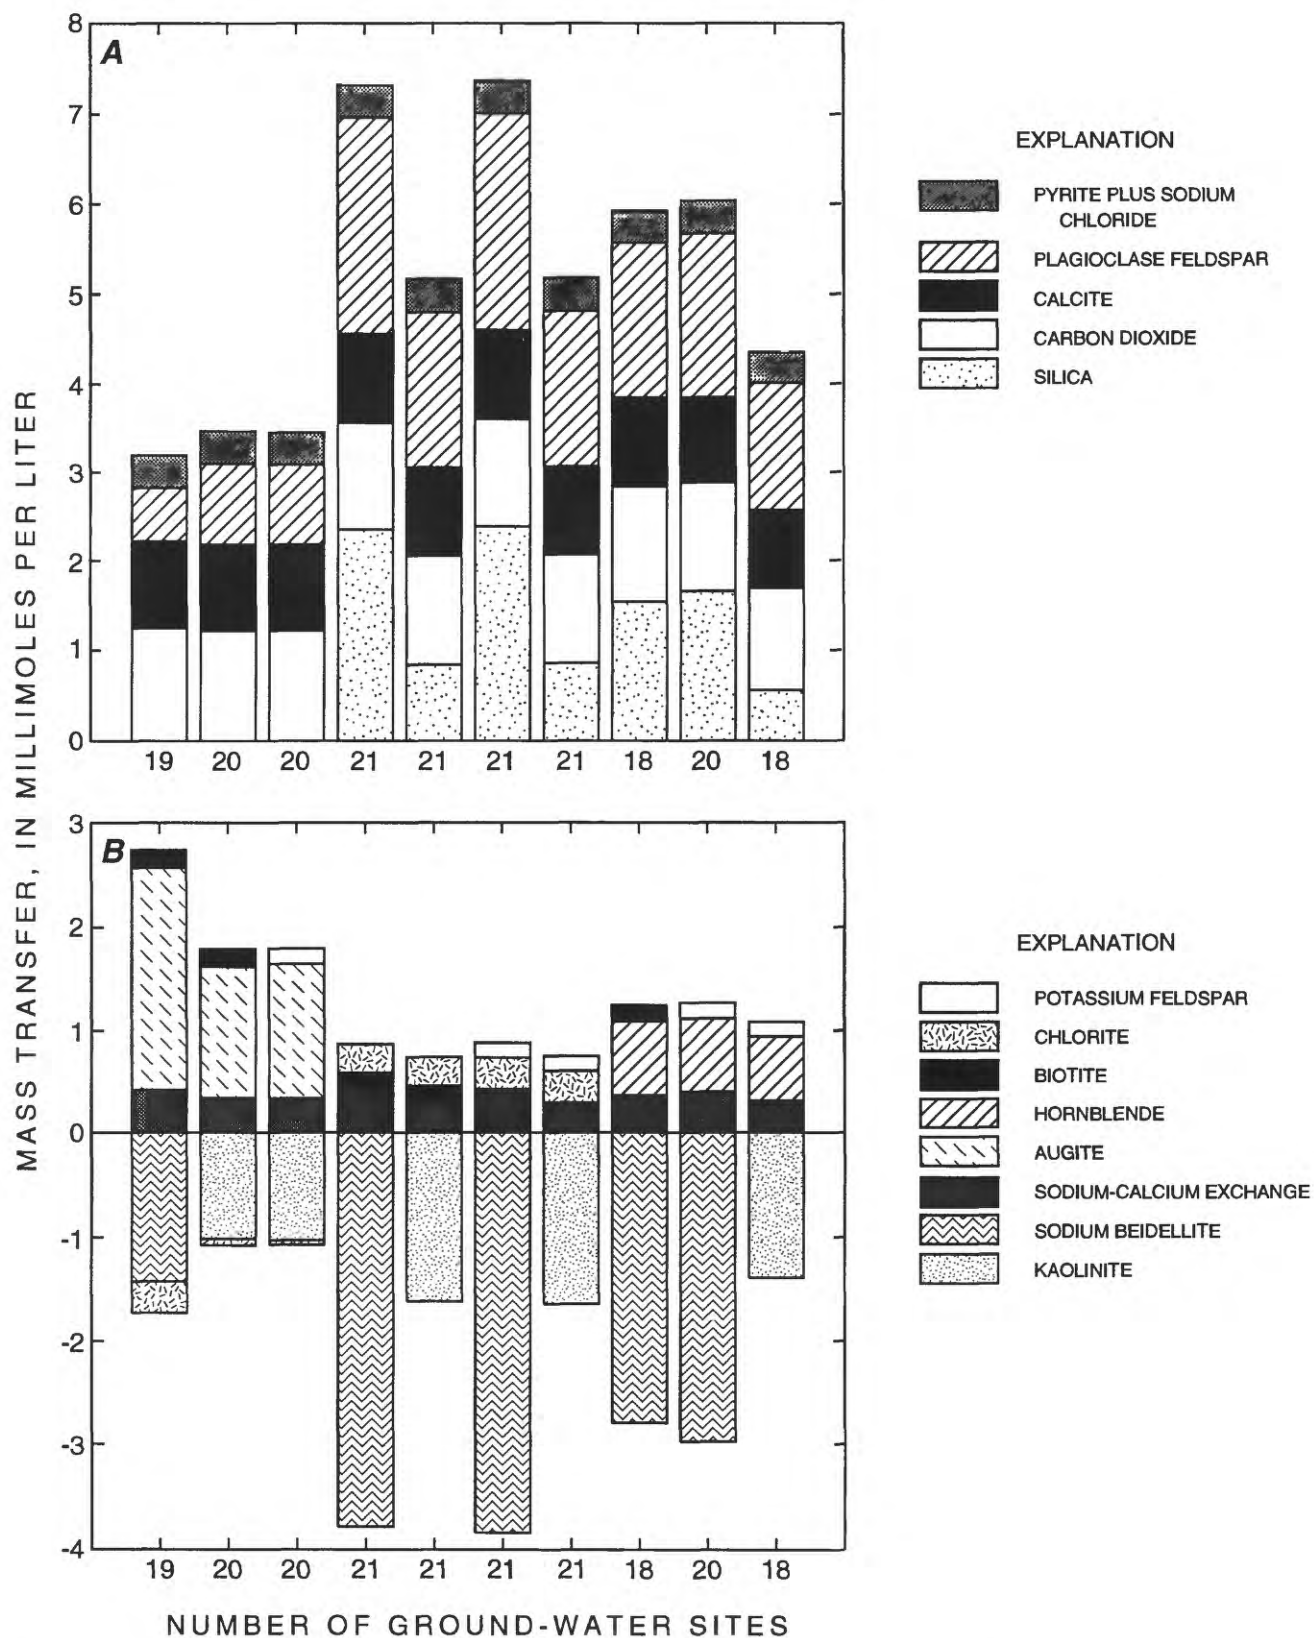 MASS TRANSFER, IN MILLIMOLES PER LITER
A
8
7
6
5
4
3
2
1
0
19 20 20 21 21 21 21 18 20 18
EXPLANATION
PYRITE PLUS SODIUM
CHLORIDE
PLAGIOCLASE FELDSPAR
CALCITE
CARBON DIOXIDE
SILICA
B
3
2
1
0
-1
-2
-3
-4
19 20 20 21 21 21 21 18 20 18
NUMBER OF GROUND-WATER SITES
EXPLANATION
POTASSIUM FELDSPAR
CHLORITE
BIOTITE
HORNBLENDE
AUGITE
SODIUM-CALCIUM EXCHANGE
SODIUM BEIDELLITE
KAOLINITE